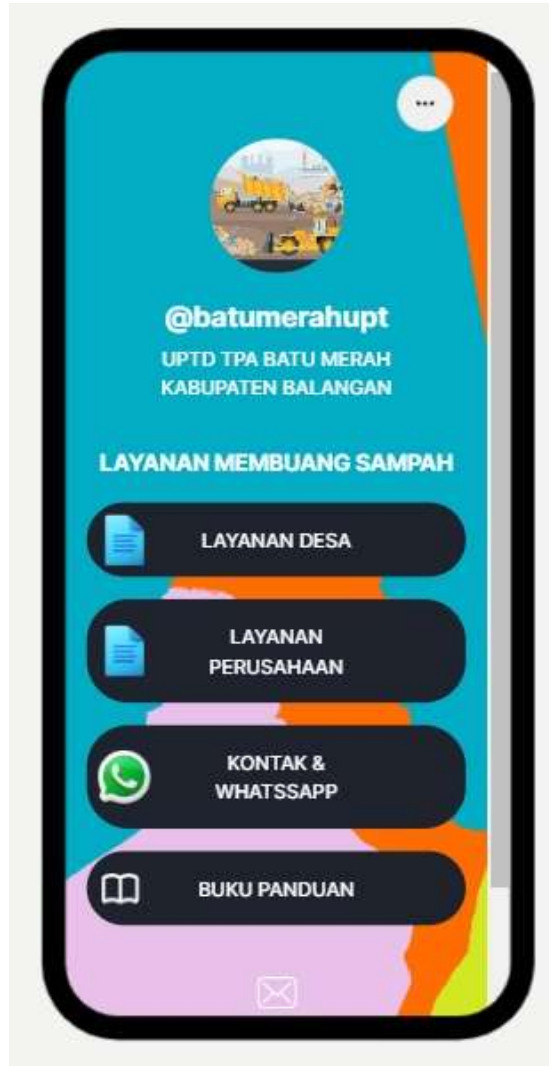 @batumerahupt
UPTD TPA BATU MERAH
KABUPATEN BALANGAN
LAYANAN MEMBUANG SAMPAH
LAYANAN DESA
LAYANAN
PERUSAHAAN
KONTAK &
WHATSSAPP
BUKU PANDUAN